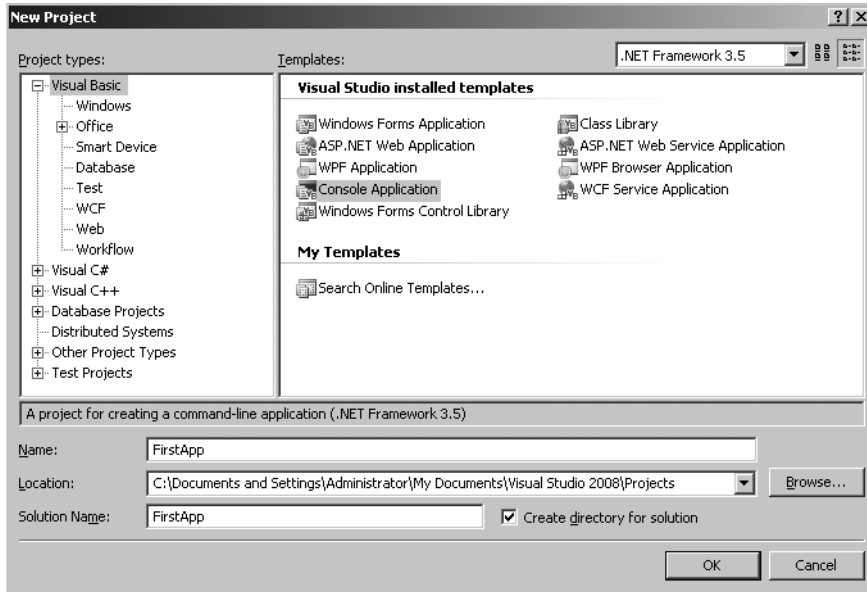 New Project
Project types:
Templates:
.NET Framework 3.5
Visual Basic
Windows
Office
Smart Device
Database
Test
WCF
Web
Workflow
Visual C#
Visual C++
Database Projects
Distributed Systems
Other Project Types
Test Projects
Visual Studio installed templates
Windows Forms Application
ASP.NET Web Application
WPF Application
Console Application
Windows Forms Control Library
Class Library
ASP.NET Web Service Application
WPF Browser Application
WCF Service Application
My Templates
Search Online Templates...
A project for creating a command-line application (.NET Framework 3.5)
Name:
FirstApp
Location:
C:\Documents and Settings\Administrator\My Documents\Visual Studio 2008\Projects
Browse...
Solution Name:
FirstApp
Create directory for solution
OK
Cancel